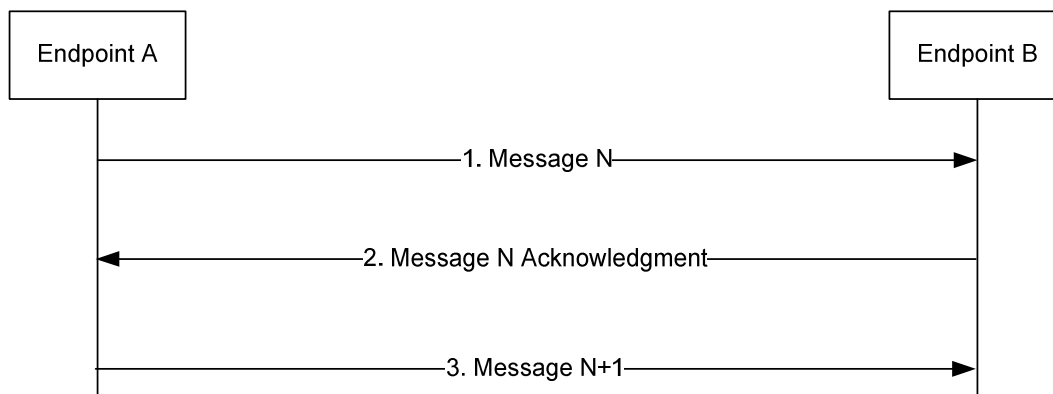 Endpoint A
Endpoint B
1. Message N
2. Message N Acknowledgment
3. Message N+1